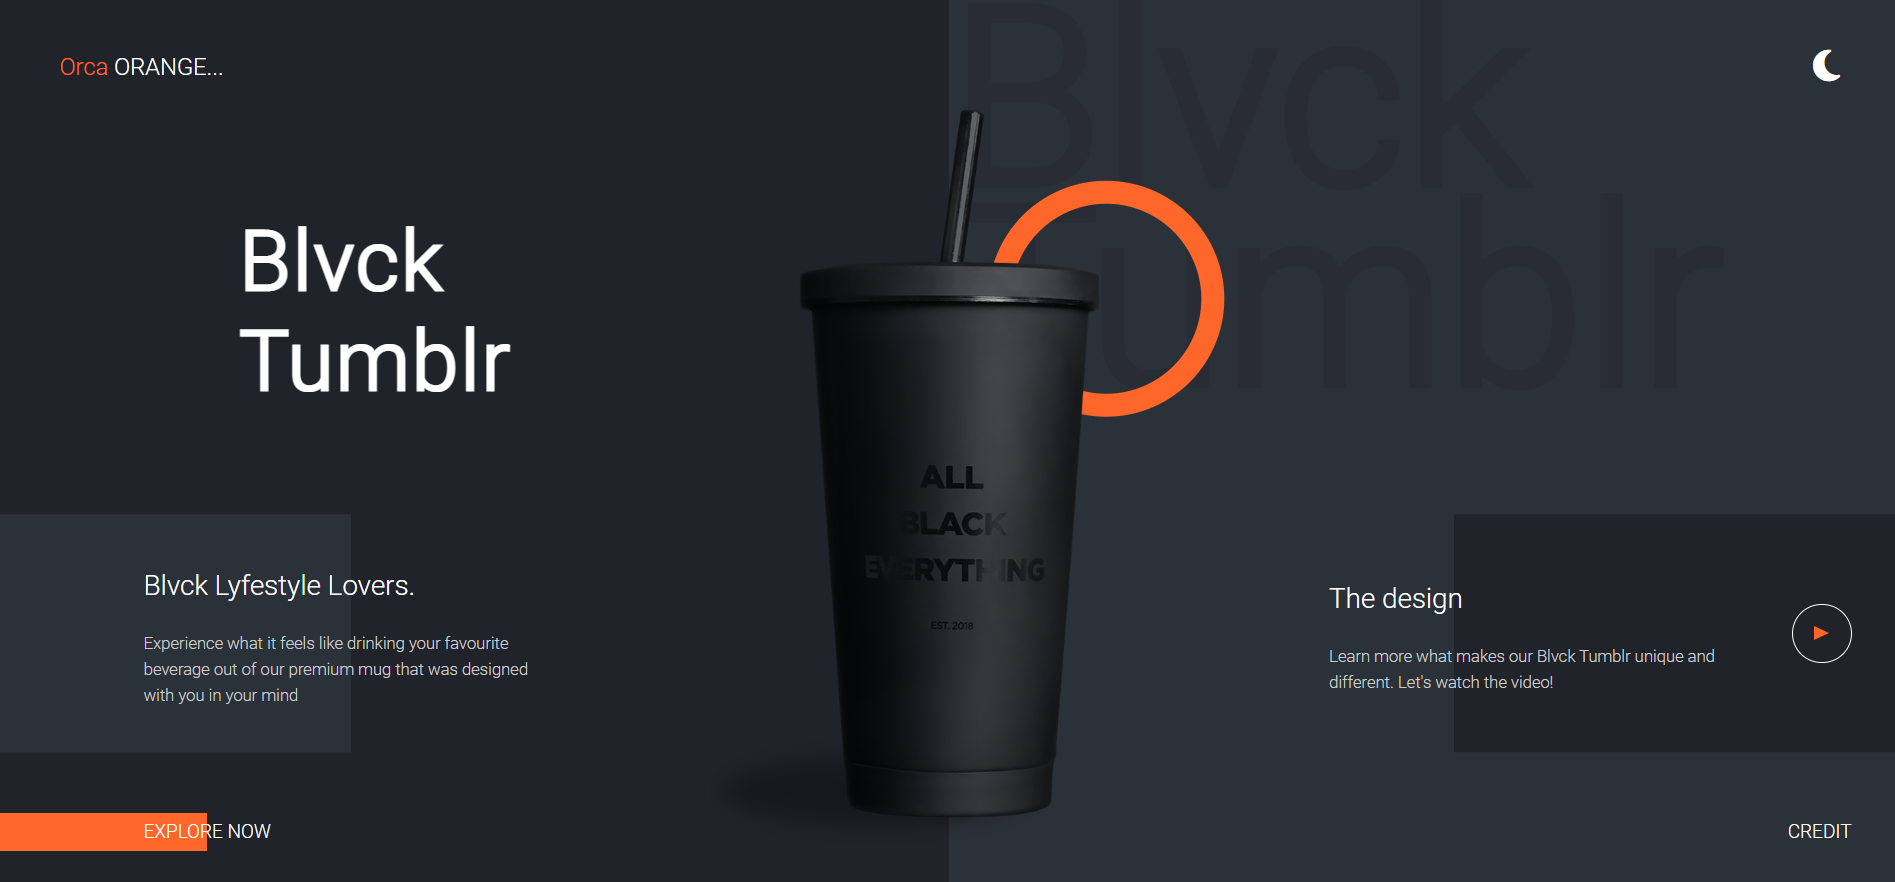 Orca ORANGE...
Blvck
Tumblr
Blvck
Tumblr
ALL
BLACK
EVERYTHING
EST. 2018
Blvck Lyfestyle Lovers.
Experience what it feels like drinking your favourite
beverage out of our premium mug that was designed
with you in your mind
The design
Learn more what makes our Blvck Tumblr unique and
different. Let's watch the video!
EXPLORE NOW
CREDIT